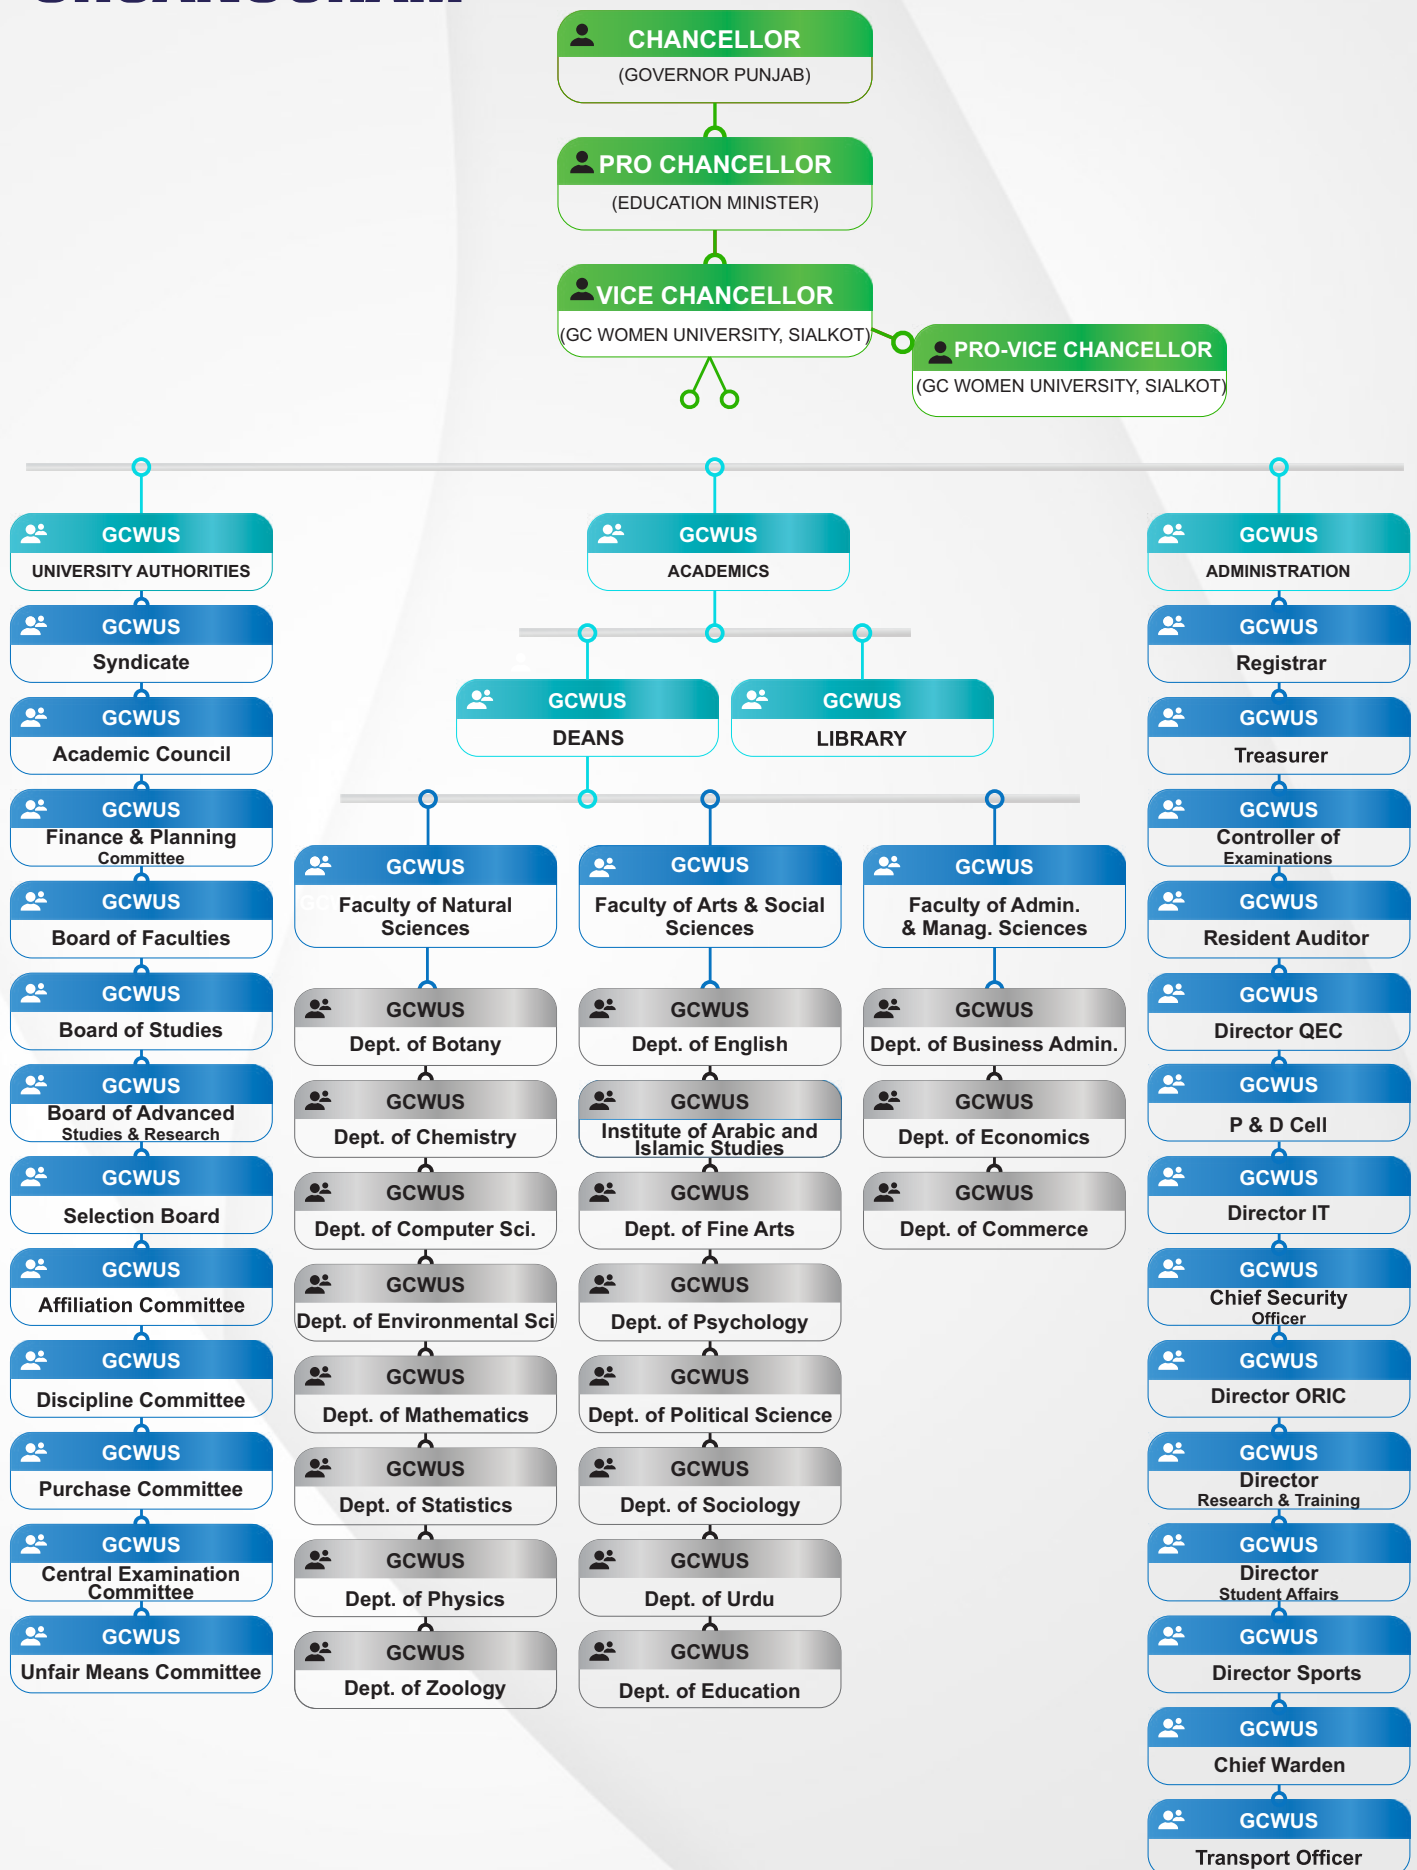 ORGANOGRAM
CHANCELLOR
(GOVERNOR PUNJAB)
PRO CHANCELLOR
(EDUCATION MINISTER)
VICE CHANCELLOR
(GC WOMEN UNIVERSITY, SIALKOT)
PRO-VICE CHANCELLOR
(GC WOMEN UNIVERSITY, SIALKOT)
GCWUS
UNIVERSITY AUTHORITIES
GCWUS
Syndicate
GCWUS
Academic Council
GCWUS
Finance & Planning
Committee
GCWUS
Board of Faculties
GCWUS
Board of Studies
GCWUS
Board of Advanced
Studies & Research
GCWUS
Selection Board
GCWUS
Affiliation Committee
GCWUS
Discipline Committee
GCWUS
Purchase Committee
GCWUS
Central Examination
Committee
GCWUS
Unfair Means Committee
GCWUS
ACADEMICS
GCWUS
DEANS
GCWUS
LIBRARY
GCWUS
Faculty of Natural
Sciences
GCWUS
Dept. of Botany
GCWUS
Dept. of Chemistry
GCWUS
Dept. of Computer Sci.
GCWUS
Dept. of Environmental Sci
GCWUS
Dept. of Mathematics
GCWUS
Dept. of Statistics
GCWUS
Dept. of Physics
GCWUS
Dept. of Zoology
GCWUS
Faculty of Arts & Social
Sciences
GCWUS
Dept. of English
GCWUS
Institute of Arabic and
Islamic Studies
GCWUS
Dept. of Fine Arts
GCWUS
Dept. of Psychology
GCWUS
Dept. of Political Science
GCWUS
Dept. of Sociology
GCWUS
Dept. of Urdu
GCWUS
Dept. of Education
GCWUS
Faculty of Admin.
& Manag. Sciences
GCWUS
Dept. of Business Admin.
GCWUS
Dept. of Economics
GCWUS
Dept. of Commerce
GCWUS
ADMINISTRATION
GCWUS
Registrar
GCWUS
Treasurer
GCWUS
Controller of
Examinations
GCWUS
Resident Auditor
GCWUS
Director QEC
GCWUS
P & D Cell
GCWUS
Director IT
GCWUS
Chief Security
Officer
GCWUS
Director ORIC
GCWUS
Director
Research & Training
GCWUS
Director
Student Affairs
GCWUS
Director Sports
GCWUS
Chief Warden
GCWUS
Transport Officer